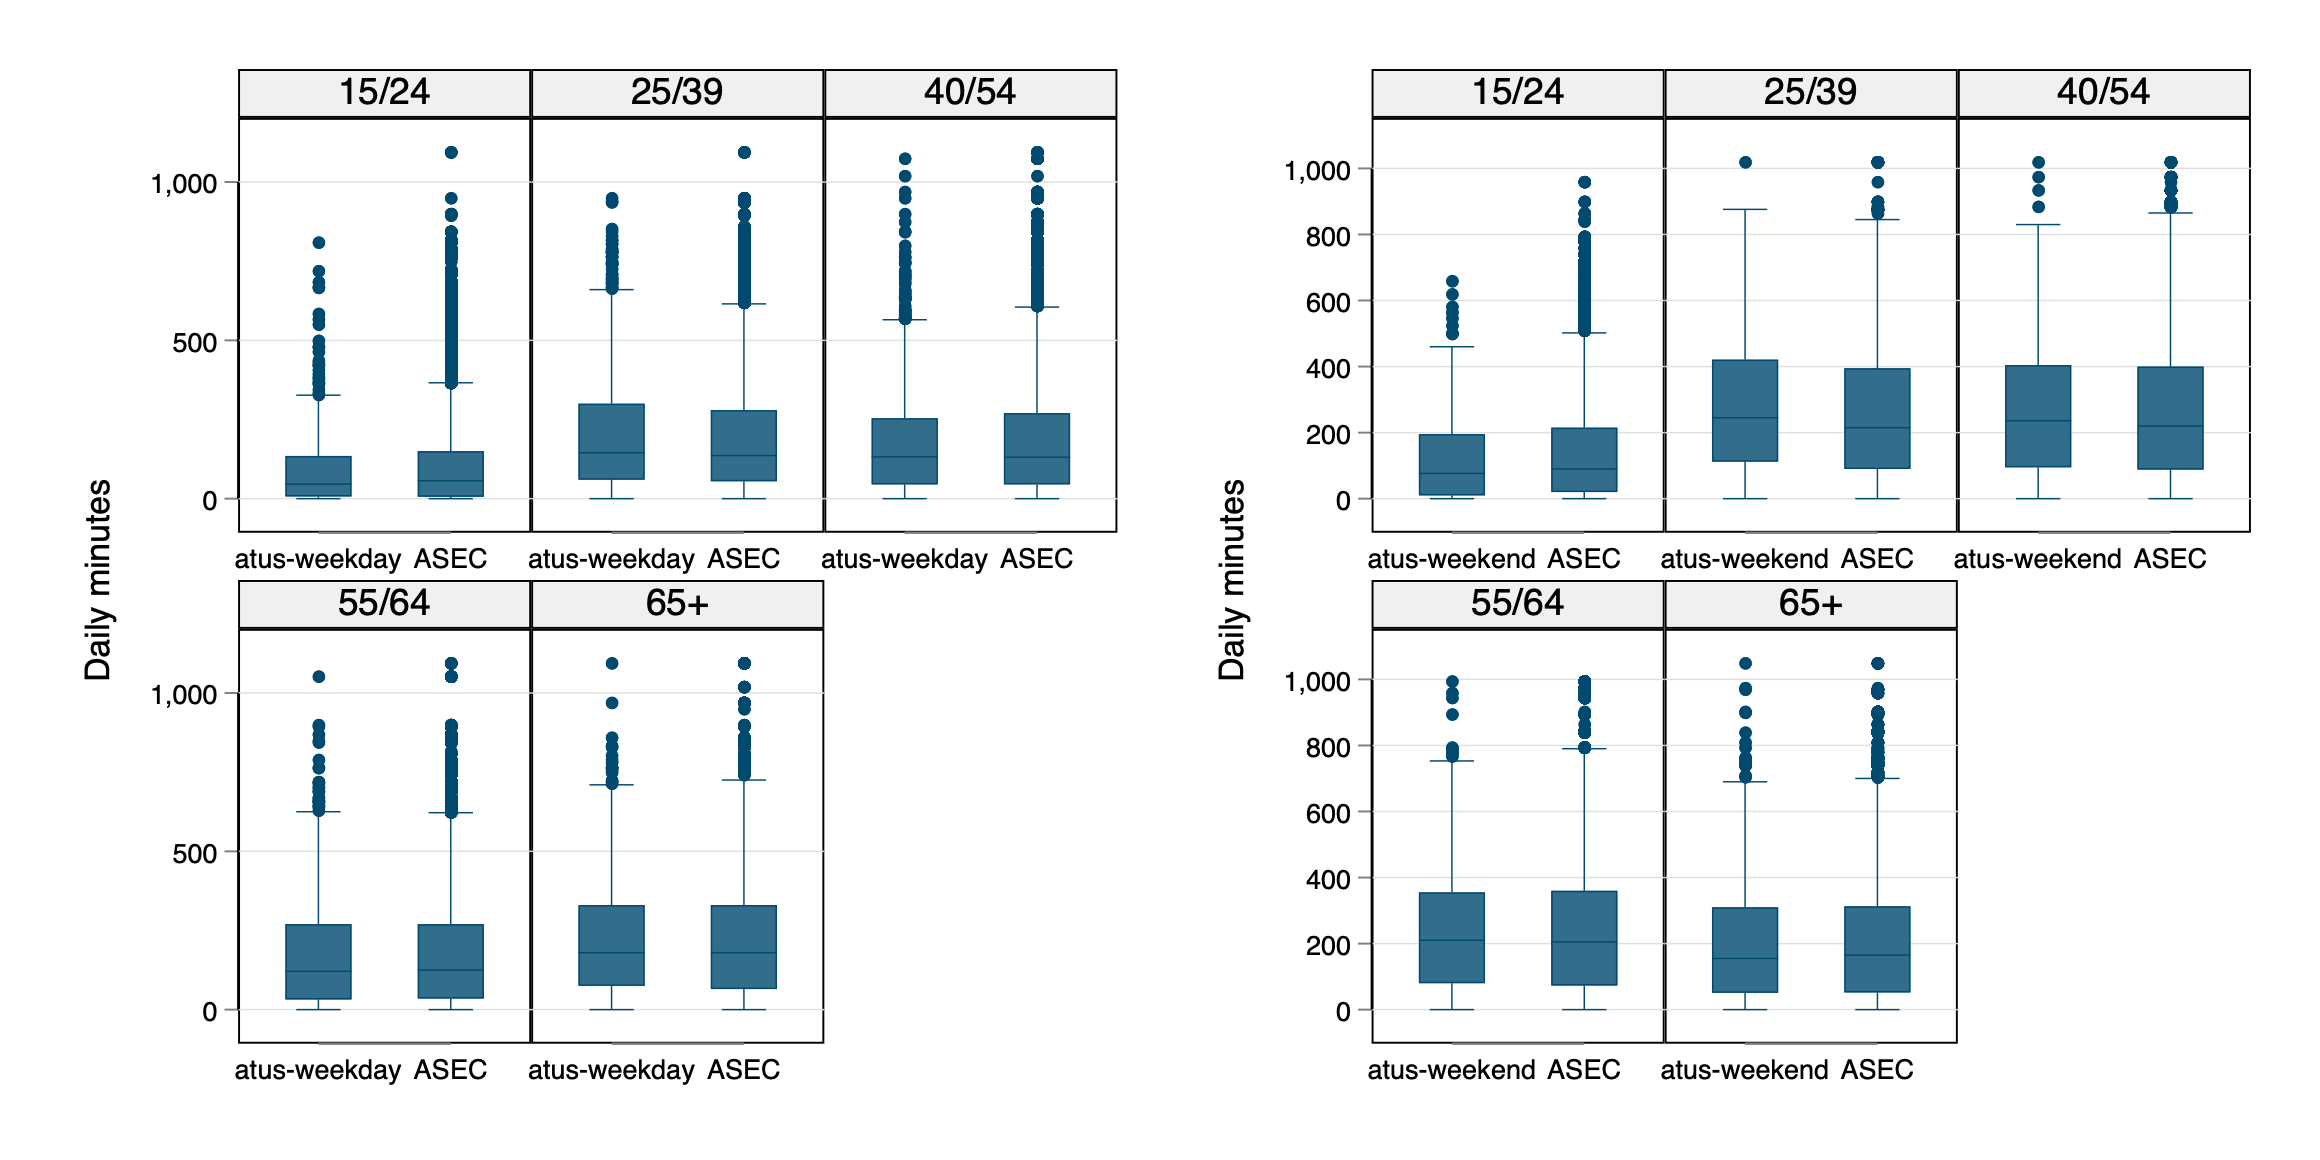 15/24 25/39 40/54
1,000
500
0
atus-weekday ASEC atus-weekday ASEC atus-weekday ASEC
Daily minutes
55/64 65+
1,000
500
0
atus-weekday ASEC atus-weekday ASEC
15/24 25/39 40/54
1,000
800
600
400
200
0
atus-weekend ASEC atus-weekend ASEC atus-weekend ASEC
Daily minutes
55/64 65+
1,000
800
600
400
200
0
atus-weekend ASEC atus-weekend ASEC